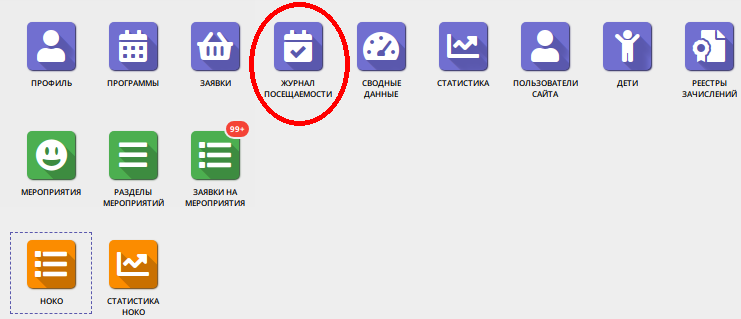 ПРОФИЛЬ
ПРОГРАММЫ
ЗАЯВКИ
ЖУРНАЛ
ПОСЕЩАЕМОСТИ
СВОДНЫЕ
ДАННЫЕ
СТАТИСТИКА
ПОЛЬЗОВАТЕЛИ
САЙТА
ДЕТИ
РЕЕСТРЫ
ЗАЧИСЛЕНИЙ
99+
МЕРОПРИЯТИЯ
РАЗДЕЛЫ
МЕРОПРИЯТИЙ
ЗАЯВКИ НА
МЕРОПРИЯТИЯ
НОКО
СТАТИСТИКА
НОКО